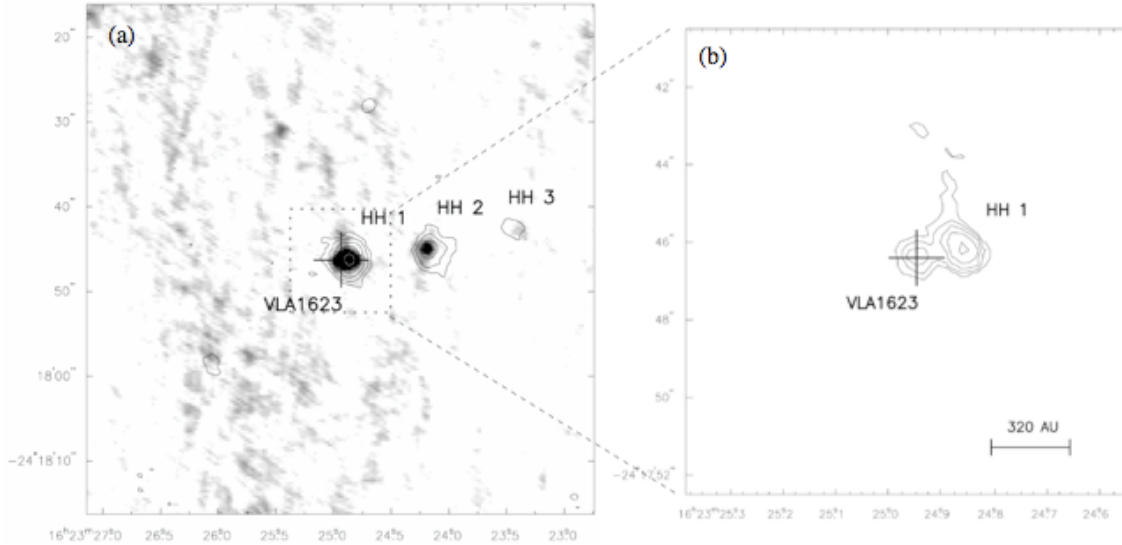 (a)
20"
30"
40"
50"
18'00"
-24°18'10"
HH 1
HH 2
HH 3
VLA1623
16h23m27.0
26.5
26.0
25.5
25.0
24.5
24.0
23.5
23.0
(b)
42"
44"
46"
48"
50"
-24°17'52"
HH 1
VLA1623
320 AU
16h23m25.3
25.2
25.1
25.0
24.9
24.8
24.7
24.6